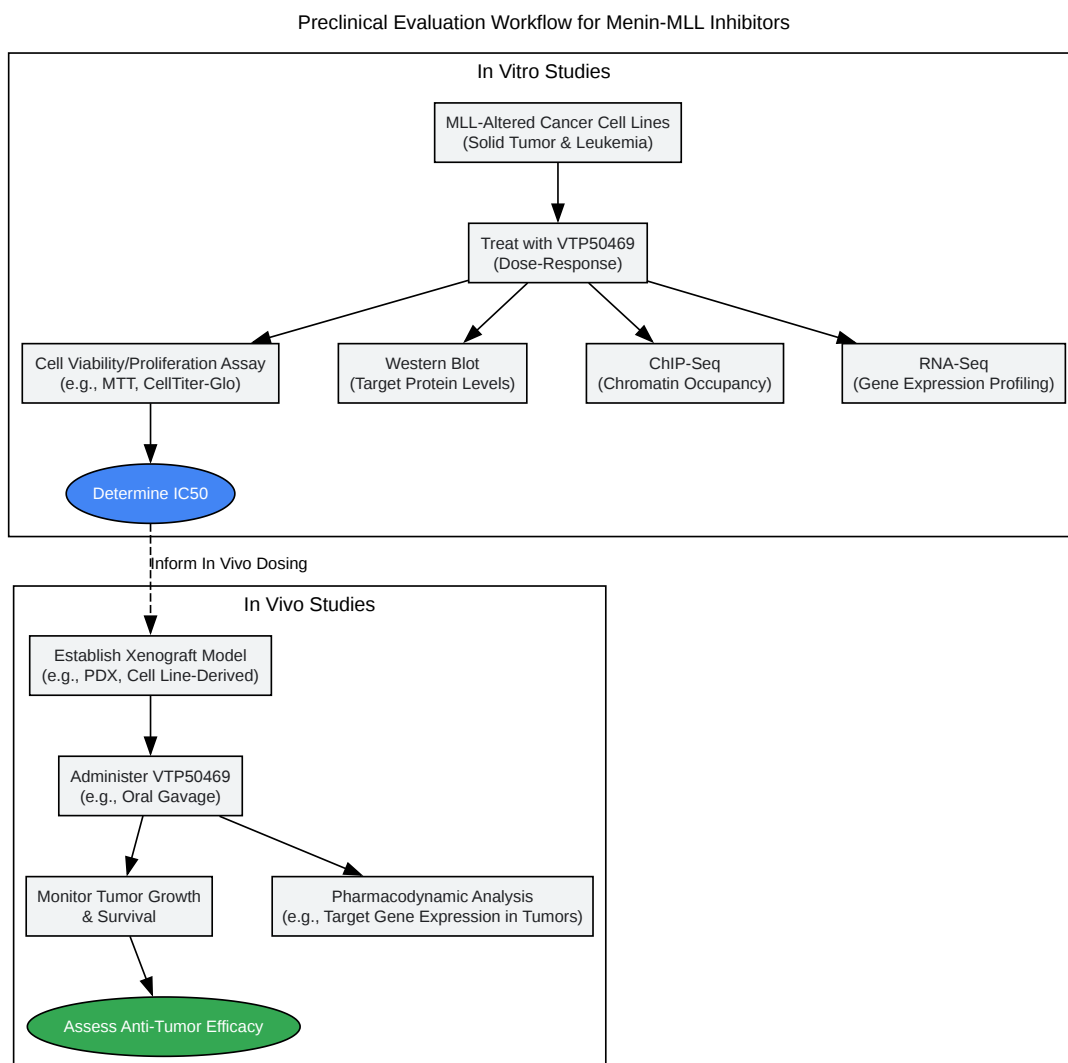 Preclinical Evaluation Workflow for Menin-MLL Inhibitors
In Vitro Studies
MLL-Altered Cancer Cell Lines
(Solid Tumor & Leukemia)
Treat with VTP50469
(Dose-Response)
Cell Viability/Proliferation Assay
(e.g., MTT, CellTiter-Glo)
Western Blot
(Target Protein Levels)
ChIP-Seq
(Chromatin Occupancy)
RNA-Seq
(Gene Expression Profiling)
Determine IC50
Inform In Vivo Dosing
In Vivo Studies
Establish Xenograft Model
(e.g., PDX, Cell Line-Derived)
Administer VTP50469
(e.g., Oral Gavage)
Monitor Tumor Growth
& Survival
Pharmacodynamic Analysis
(e.g., Target Gene Expression in Tumors)
Assess Anti-Tumor Efficacy